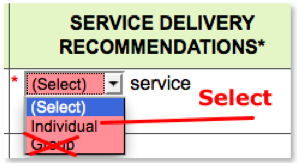 SERVICE DELIVERY
RECOMMENDATIONS*
* (Select) service
Select
(Select)
Individual
Group